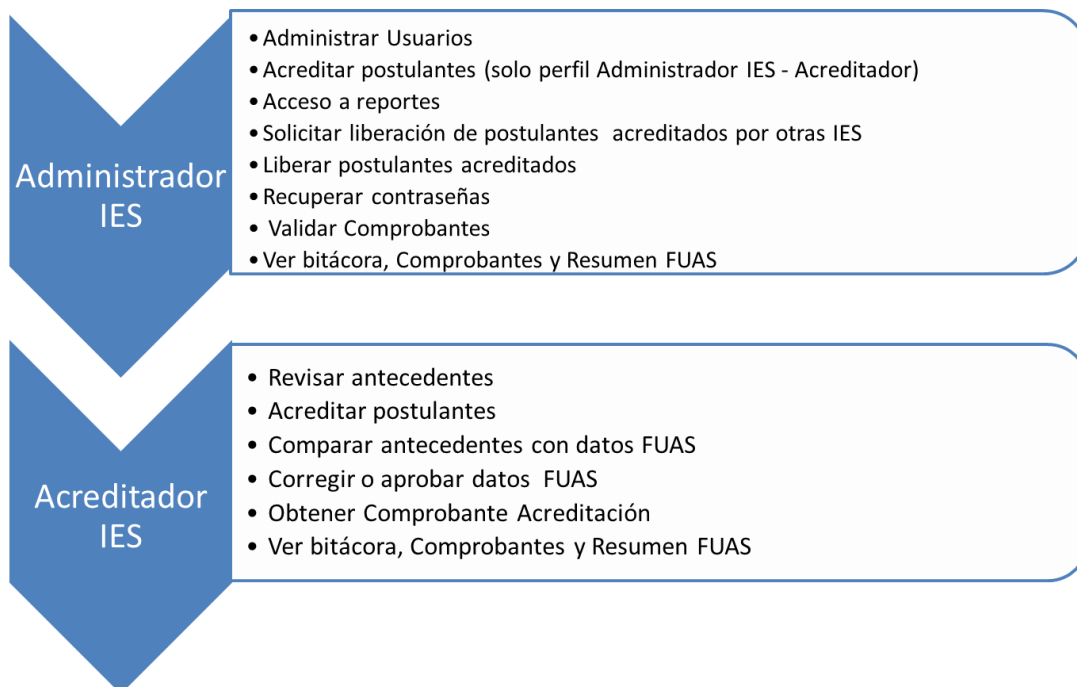 Administrador
IES
• Administrar Usuarios
• Acreditar postulantes (solo perfil Administrador IES - Acreditador)
• Acceso a reportes
• Solicitar liberación de postulantes acreditados por otras IES
• Liberar postulantes acreditados
• Recuperar contraseñas
• Validar Comprobantes
• Ver bitácora, Comprobantes y Resumen FUAS
Acreditador
IES
• Revisar antecedentes
• Acreditar postulantes
• Comparar antecedentes con datos FUAS
• Corregir o aprobar datos FUAS
• Obtener Comprobante Acreditación
• Ver bitácora, Comprobantes y Resumen FUAS